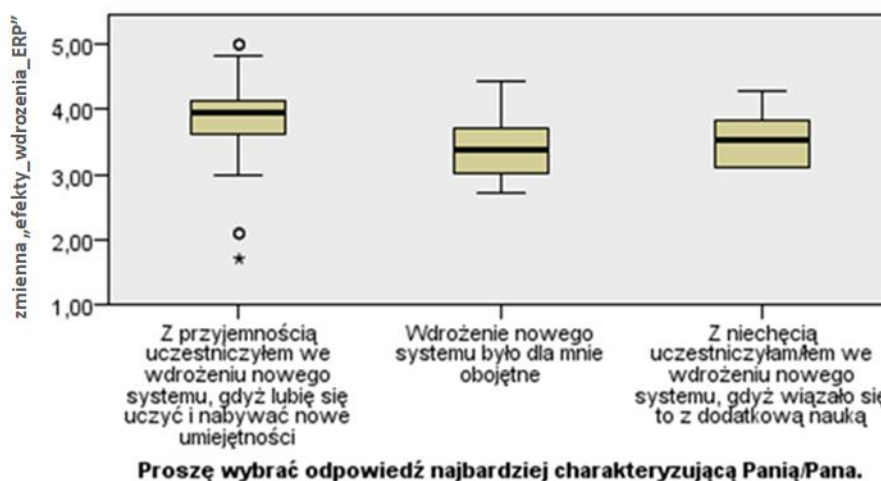 zmienna „efekty_wdrozenia_ERP”
5,00
4,00
3,00
2,00
1,00
Z przyjemnością
uczestniczyłem we
wdrożeniu nowego
systemu, gdyż lubię się
uczyć i nabywać nowe
umiejętności
Wdrożenie nowego
systemu było dla mnie
obojętne
Z niechęcią
uczestniczyłam/łem we
wdrożeniu nowego
systemu, gdyż wiązało się
to z dodatkową nauką
Proszę wybrać odpowiedź najbardziej charakteryzującą Panią/Pana.